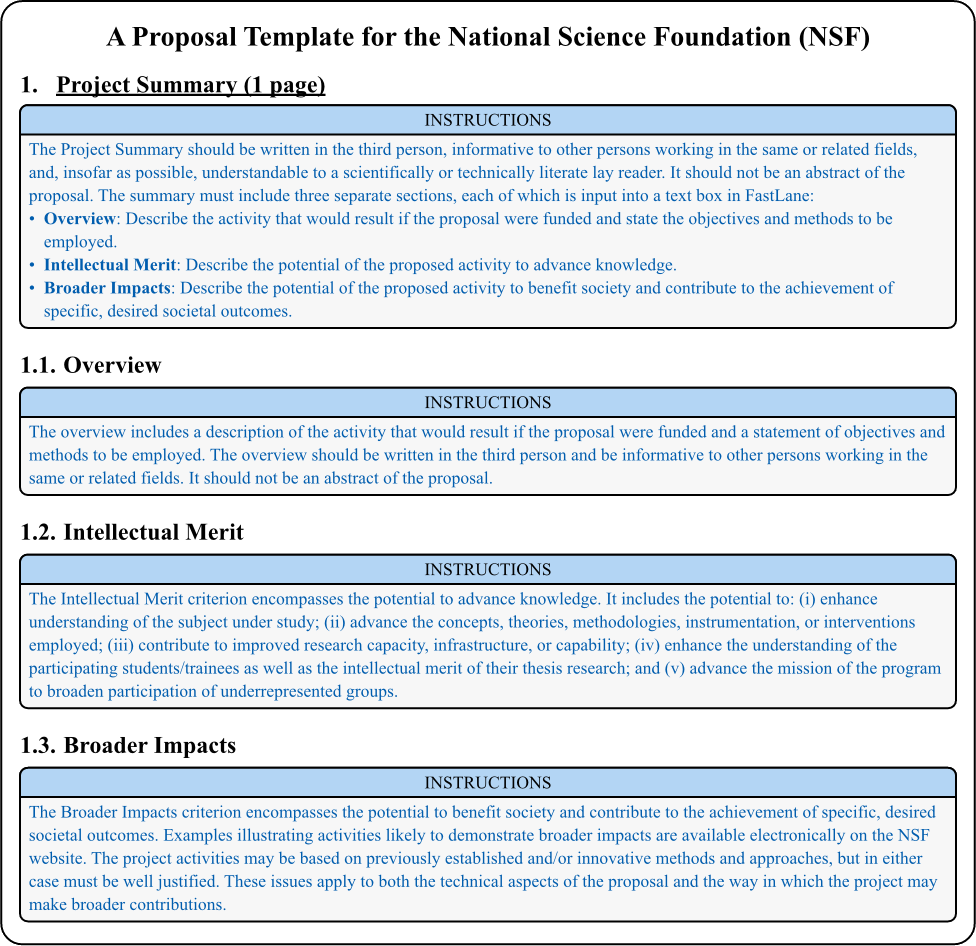 A Proposal Template for the National Science Foundation (NSF)
1. Project Summary (1 page)
INSTRUCTIONS
The Project Summary should be written in the third person, informative to other persons working in the same or related fields,
and, insofar as possible, understandable to a scientifically or technically literate lay reader. It should not be an abstract of the
proposal. The summary must include three separate sections, each of which is input into a text box in FastLane:
• Overview: Describe the activity that would result if the proposal were funded and state the objectives and methods to be
employed.
• Intellectual Merit: Describe the potential of the proposed activity to advance knowledge.
• Broader Impacts: Describe the potential of the proposed activity to benefit society and contribute to the achievement of
specific, desired societal outcomes.
1.1. Overview
INSTRUCTIONS
The overview includes a description of the activity that would result if the proposal were funded and a statement of objectives and
methods to be employed. The overview should be written in the third person and be informative to other persons working in the
same or related fields. It should not be an abstract of the proposal.
1.2. Intellectual Merit
INSTRUCTIONS
The Intellectual Merit criterion encompasses the potential to advance knowledge. It includes the potential to: (i) enhance
understanding of the subject under study; (ii) advance the concepts, theories, methodologies, instrumentation, or interventions
employed; (iii) contribute to improved research capacity, infrastructure, or capability; (iv) enhance the understanding of the
participating students/trainees as well as the intellectual merit of their thesis research; and (v) advance the mission of the program
to broaden participation of underrepresented groups.
1.3. Broader Impacts
INSTRUCTIONS
The Broader Impacts criterion encompasses the potential to benefit society and contribute to the achievement of specific, desired
societal outcomes. Examples illustrating activities likely to demonstrate broader impacts are available electronically on the NSF
website. The project activities may be based on previously established and/or innovative methods and approaches, but in either
case must be well justified. These issues apply to both the technical aspects of the proposal and the way in which the project may
make broader contributions.